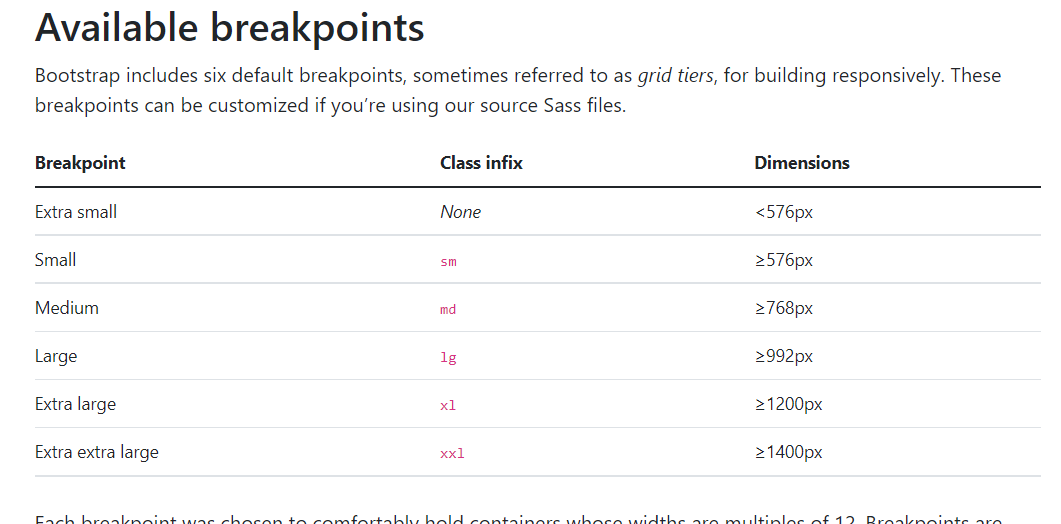 Available breakpoints
Bootstrap includes six default breakpoints, sometimes referred to as grid tiers, for building responsively. These
breakpoints can be customized if you’re using our source Sass files.
Breakpoint Class infix Dimensions
Extra small None <576px
Small sm ≥576px
Medium md ≥768px
Large lg ≥992px
Extra large xl ≥1200px
Extra extra large xxl ≥1400px
Each breakpoint was chosen to comfortably hold containers whose widths are multiples of 12. Breakpoints are